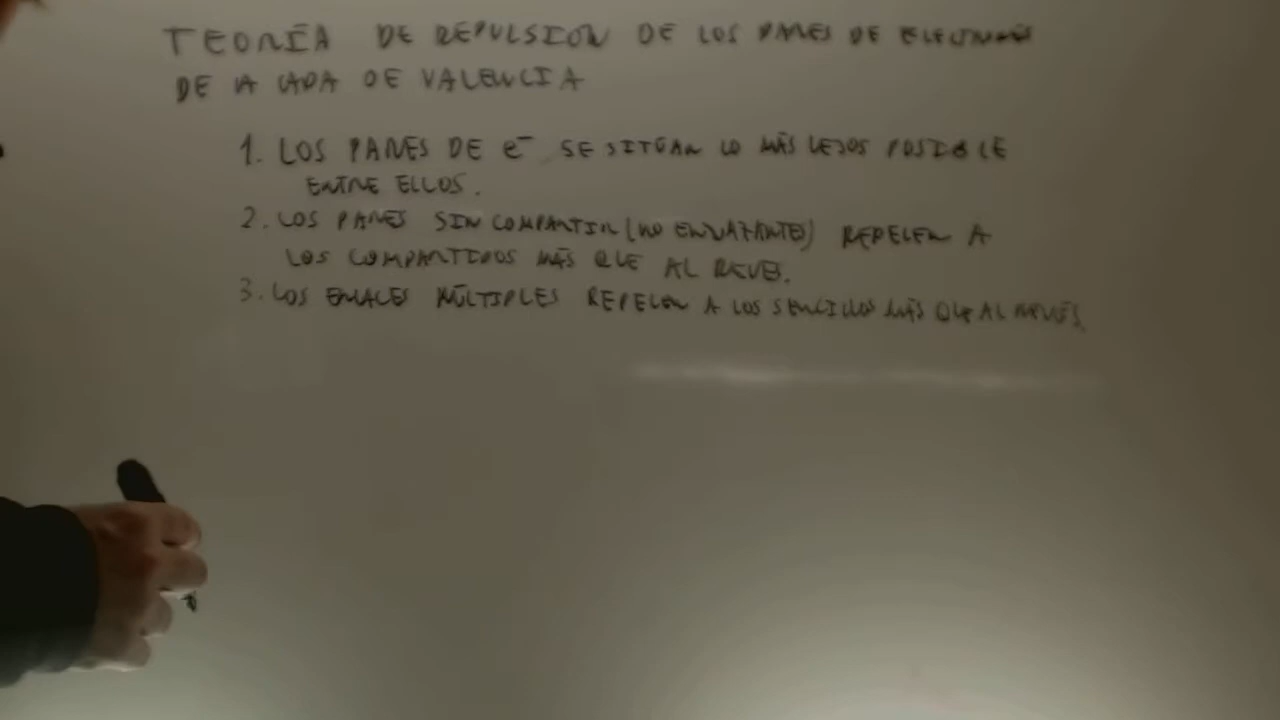 TEORÍA DE REPULSION DE LOS PARES DE ELECTRONES
DE LA CAPA DE VALENCIA
1. LOS PARES DE e⁻ SE SITÚAN LO MÁS LEJOS POSIBLE
ENTRE ELLOS.
2. LOS PARES SIN COMPARTIR (NO ENLAZANTES) REPELEN A
LOS COMPARTIDOS MÁS QUE AL REVÉS.
3. LOS ENLACES MÚLTIPLES REPELEN A LOS SENCILLOS MÁS QUE AL REVÉS.